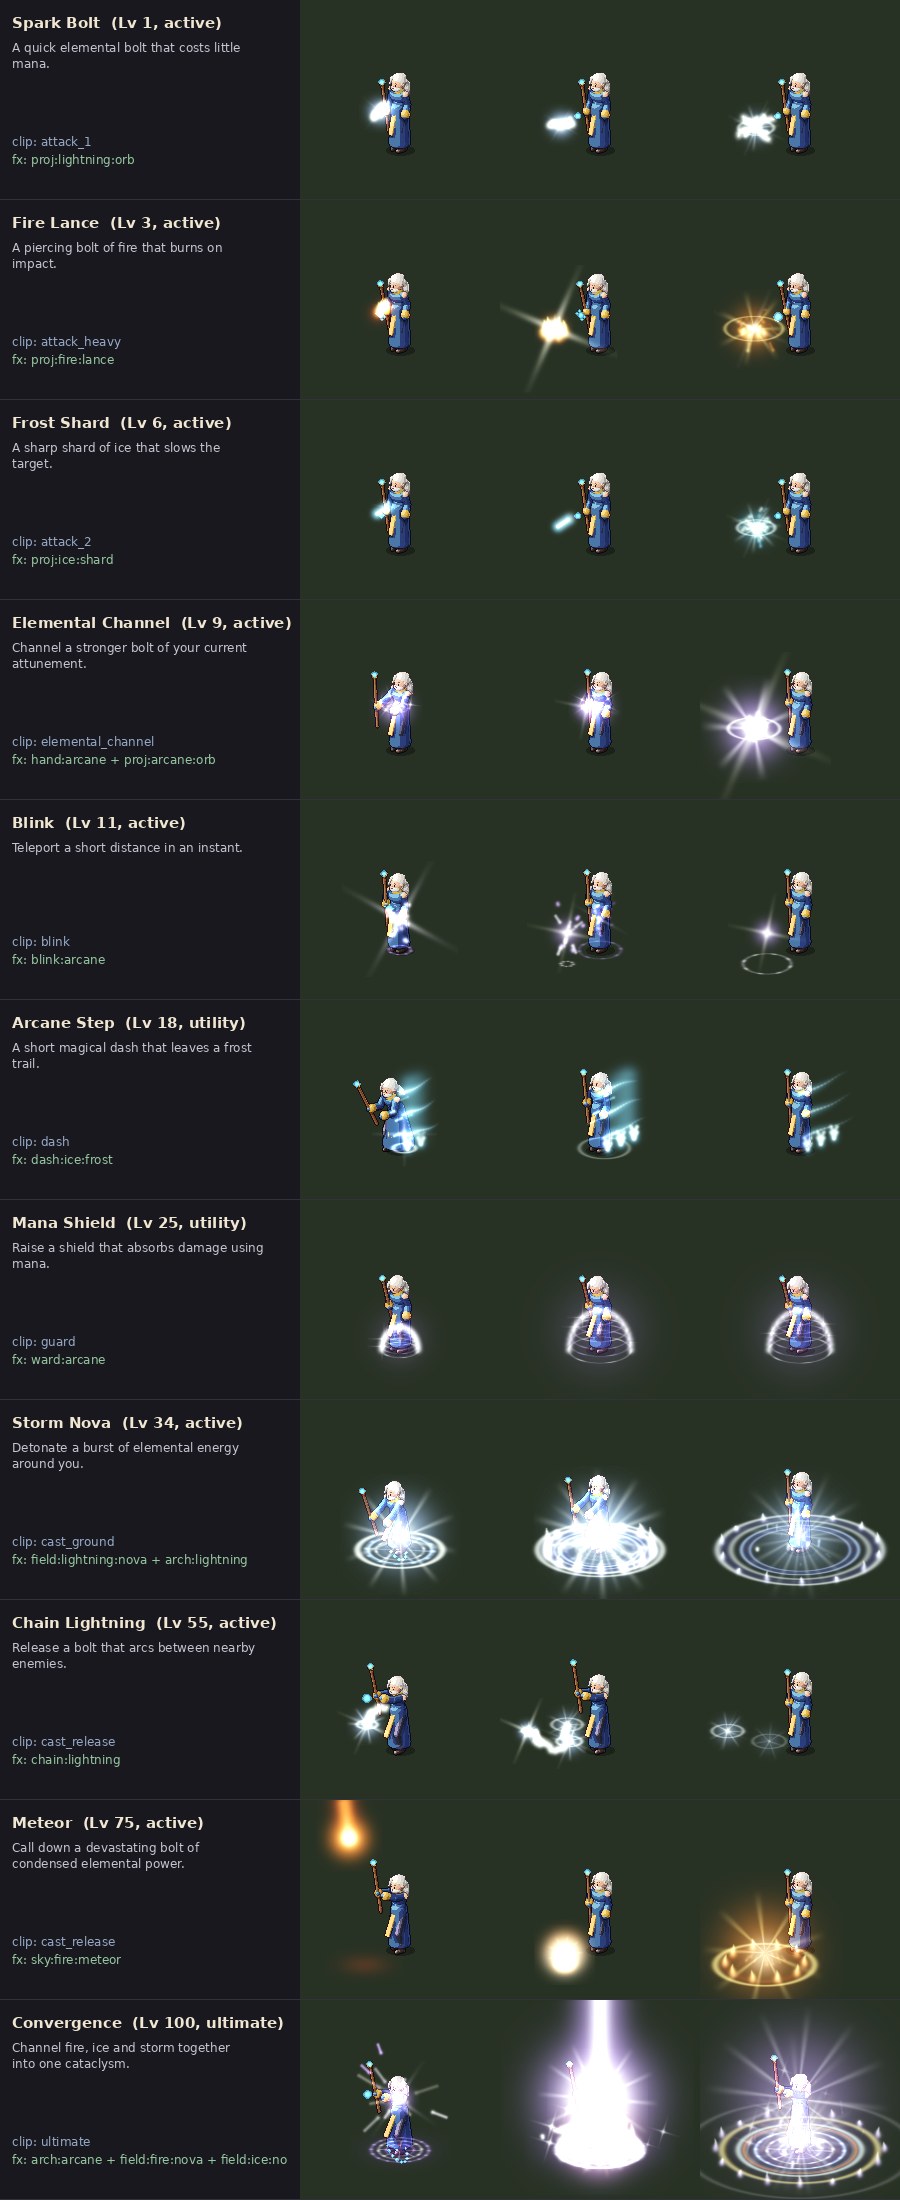 Spark Bolt (Lv 1, active)
A quick elemental bolt that costs little
mana.
clip: attack_1
fx: proj:lightning:orb
Fire Lance (Lv 3, active)
A piercing bolt of fire that burns on
impact.
clip: attack_heavy
fx: proj:fire:lance
Frost Shard (Lv 6, active)
A sharp shard of ice that slows the
target.
clip: attack_2
fx: proj:ice:shard
Elemental Channel (Lv 9, active)
Channel a stronger bolt of your current
attunement.
clip: elemental_channel
fx: hand:arcane + proj:arcane:orb
Blink (Lv 11, active)
Teleport a short distance in an instant.
clip: blink
fx: blink:arcane
Arcane Step (Lv 18, utility)
A short magical dash that leaves a frost
trail.
clip: dash
fx: dash:ice:frost
Mana Shield (Lv 25, utility)
Raise a shield that absorbs damage using
mana.
clip: guard
fx: ward:arcane
Storm Nova (Lv 34, active)
Detonate a burst of elemental energy
around you.
clip: cast_ground
fx: field:lightning:nova + arch:lightning
Chain Lightning (Lv 55, active)
Release a bolt that arcs between nearby
enemies.
clip: cast_release
fx: chain:lightning
Meteor (Lv 75, active)
Call down a devastating bolt of
condensed elemental power.
clip: cast_release
fx: sky:fire:meteor
Convergence (Lv 100, ultimate)
Channel fire, ice and storm together
into one cataclysm.
clip: ultimate
fx: arch:arcane + field:fire:nova + field:ice:no